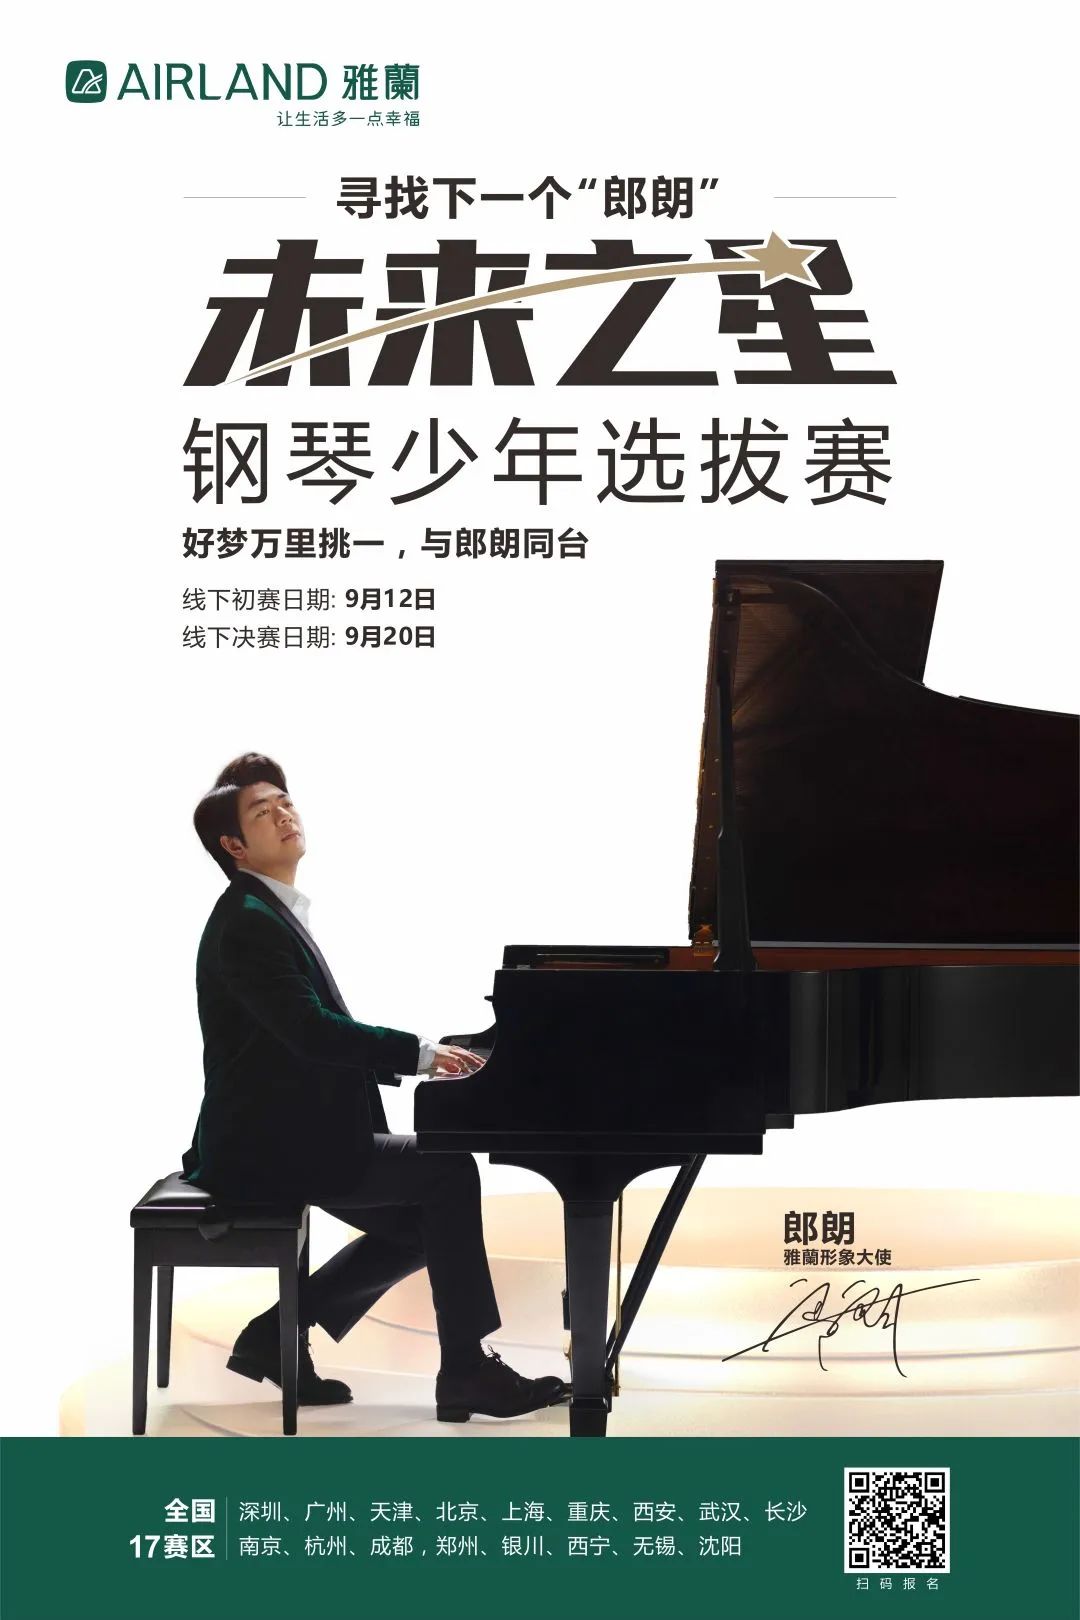 AIRLAND 雅蘭
让生活多一点幸福
寻找下一个“郎朗”
未来之星
钢琴少年选拔赛
好梦万里挑一，与郎朗同台
线下初赛日期: 9月12日
线下决赛日期: 9月20日
郎朗
雅蘭形象大使
全国
17赛区
深圳、广州、天津、北京、上海、重庆、西安、武汉、长沙
南京、杭州、成都，郑州、银川、西宁、无锡、沈阳
扫码报名